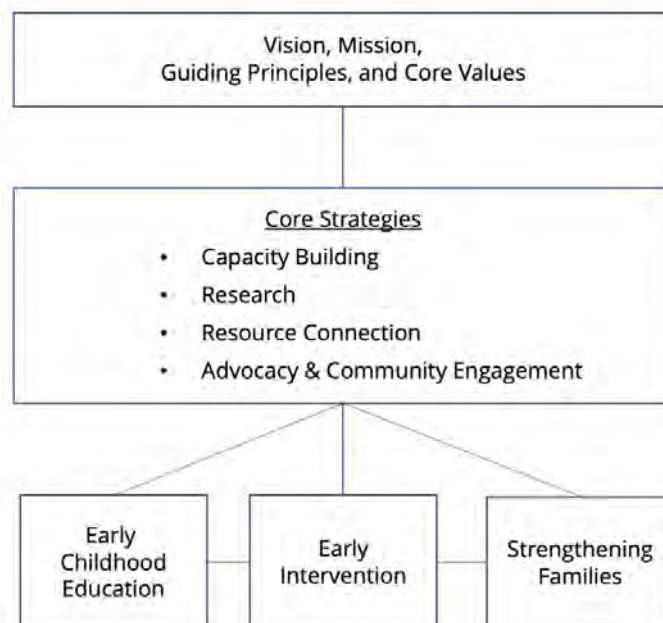 Vision, Mission,
Guiding Principles, and Core Values
Core Strategies
• Capacity Building
• Research
• Resource Connection
• Advocacy & Community Engagement
Early
Childhood
Education
Early
Intervention
Strengthening
Families